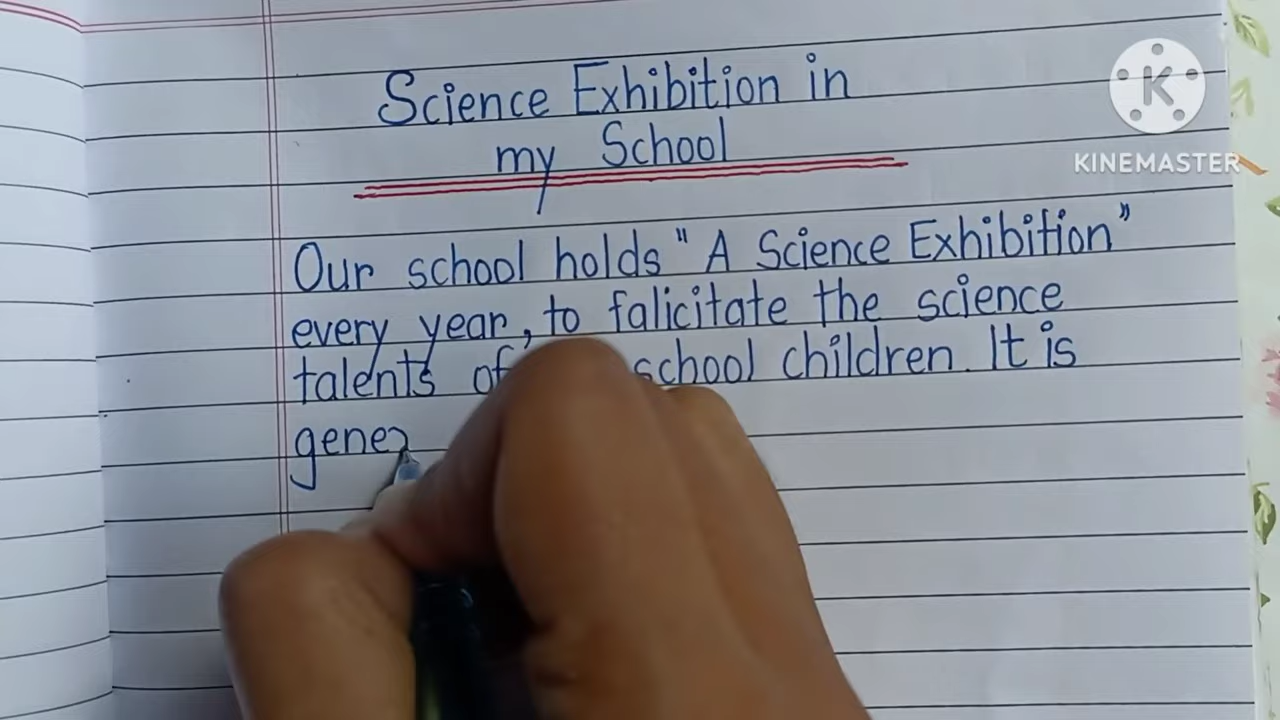 Science Exhibition in
my School
Our school holds "A Science Exhibition"
every year, to falicitate the science
talents of school children. It is
gene
K
KINEMASTER